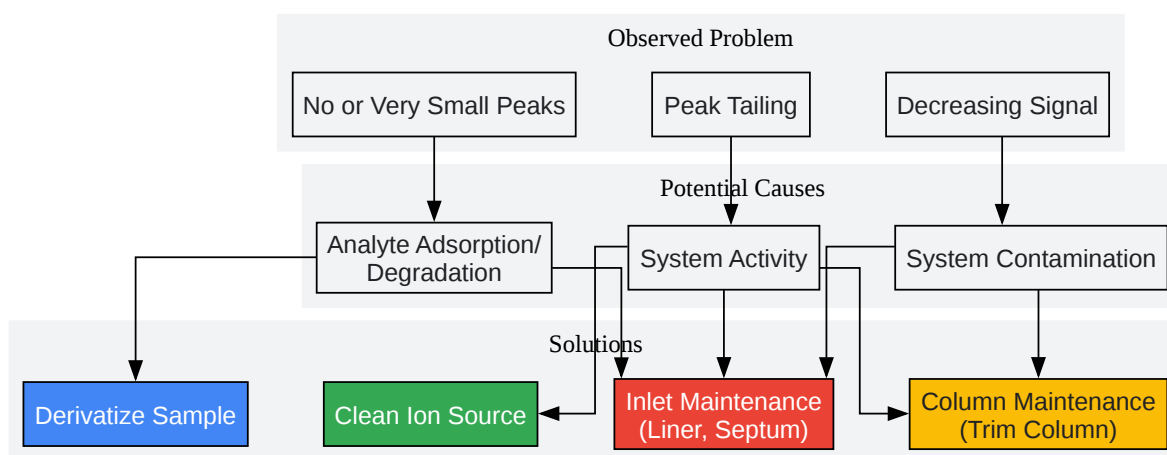 Observed Problem
No or Very Small Peaks
Peak Tailing
Decreasing Signal
Potential Causes
Analyte Adsorption/
Degradation
System Activity
System Contamination
Solutions
Derivatize Sample
Clean Ion Source
Inlet Maintenance
(Liner, Septum)
Column Maintenance
(Trim Column)